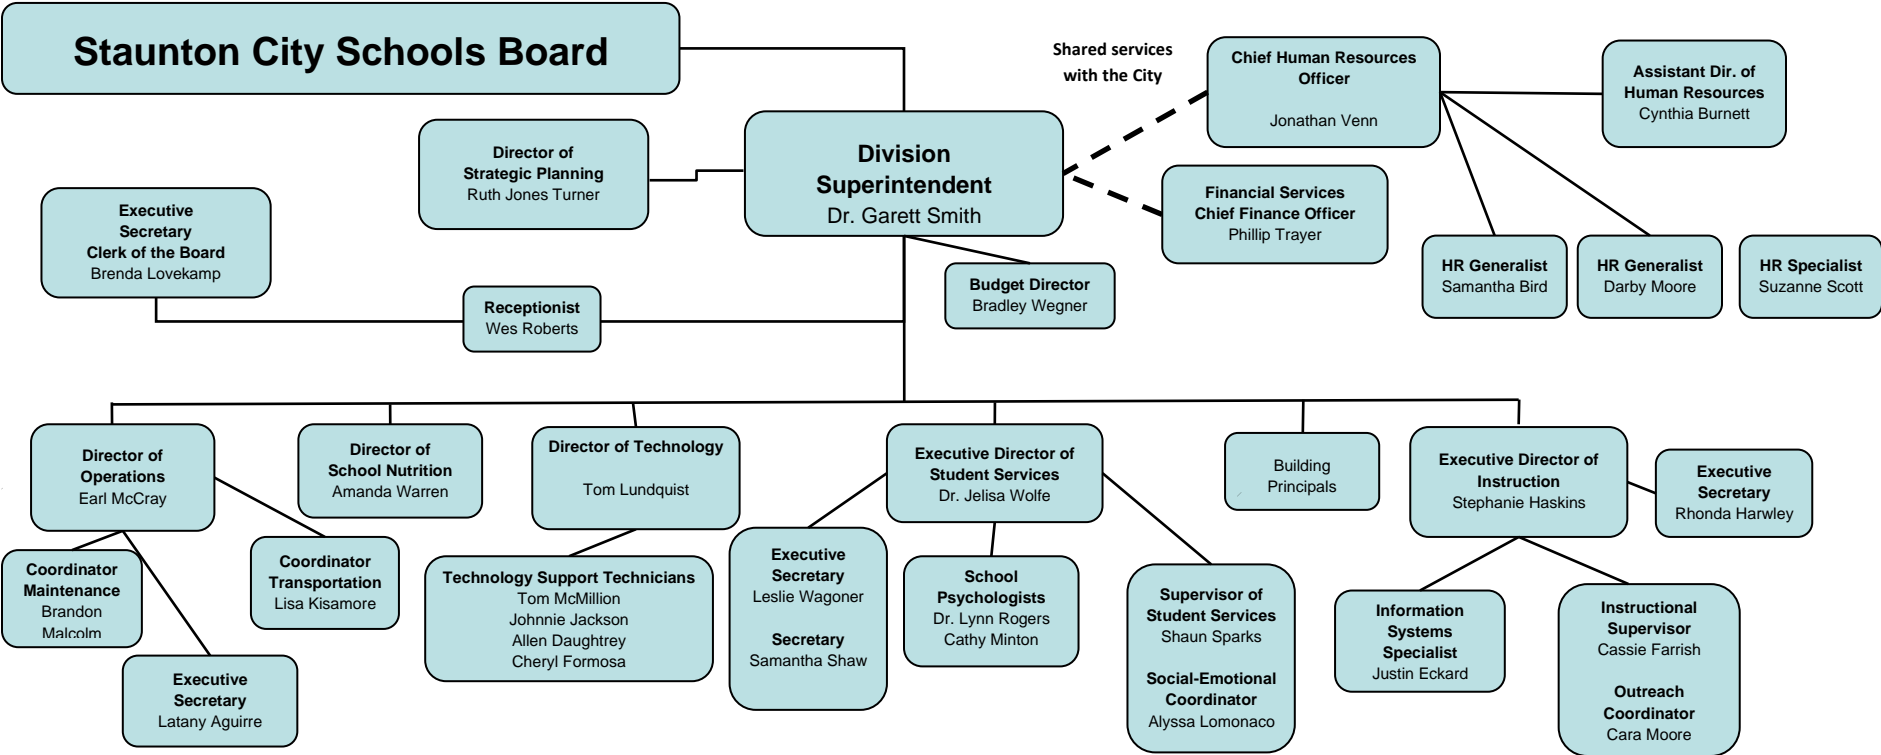 Staunton City Schools Board
Shared services
with the City
Chief Human Resources
Officer
Jonathan Venn
Assistant Dir. of
Human Resources
Cynthia Burnett
Director of
Strategic Planning
Ruth Jones Turner
Division
Superintendent
Dr. Garett Smith
Financial Services
Chief Finance Officer
Phillip Trayer
Executive
Secretary
Clerk of the Board
Brenda Lovekamp
Receptionist
Wes Roberts
Budget Director
Bradley Wegner
HR Generalist
Samantha Bird
HR Generalist
Darby Moore
HR Specialist
Suzanne Scott
Director of
Operations
Earl McCray
Director of
School Nutrition
Amanda Warren
Director of Technology
Tom Lundquist
Executive Director of
Student Services
Dr. Jelisa Wolfe
Building
Principals
Executive Director of
Instruction
Stephanie Haskins
Executive
Secretary
Rhonda Harwley
Coordinator
Maintenance
Brandon
Malcolm
Coordinator
Transportation
Lisa Kisamore
Executive
Secretary
Latany Aguirre
Technology Support Technicians
Tom McMillion
Johnnie Jackson
Allen Daughtrey
Cheryl Formosa
Executive
Secretary
Leslie Wagoner
Secretary
Samantha Shaw
School
Psychologists
Dr. Lynn Rogers
Cathy Minton
Supervisor of
Student Services
Shaun Sparks
Social-Emotional
Coordinator
Alyssa Lomonaco
Information
Systems
Specialist
Justin Eckard
Instructional
Supervisor
Cassie Farrish
Outreach
Coordinator
Cara Moore